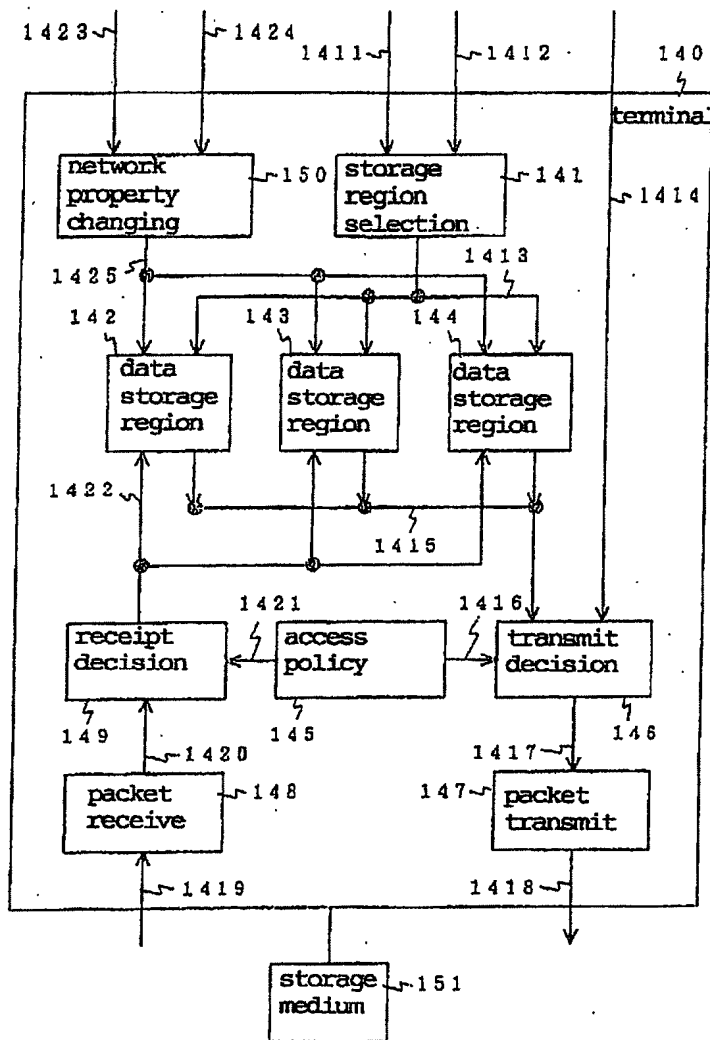 1423
1424
1411
1412
140
terminal
network
property
changing
150
storage
region
selection
141
1414
1425
1413
142
143
144
data
storage
region
data
storage
region
data
storage
region
1422
1415
1421
1416
receipt
decision
access
policy
transmit
decision
149
145
146
1420
1417
packet
receive
148
147
packet
transmit
1419
1418
storage
medium
151